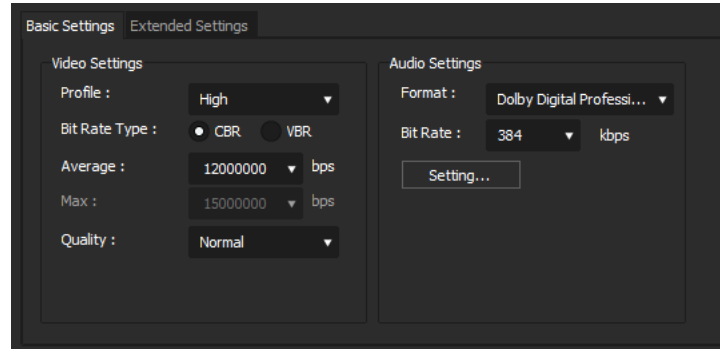 Basic Settings Extended Settings
Video Settings
Profile : High
Bit Rate Type : CBR VBR
Average : 12000000 bps
Max : 15000000 bps
Quality : Normal
Audio Settings
Format : Dolby Digital Professi...
Bit Rate : 384 kbps
Setting...